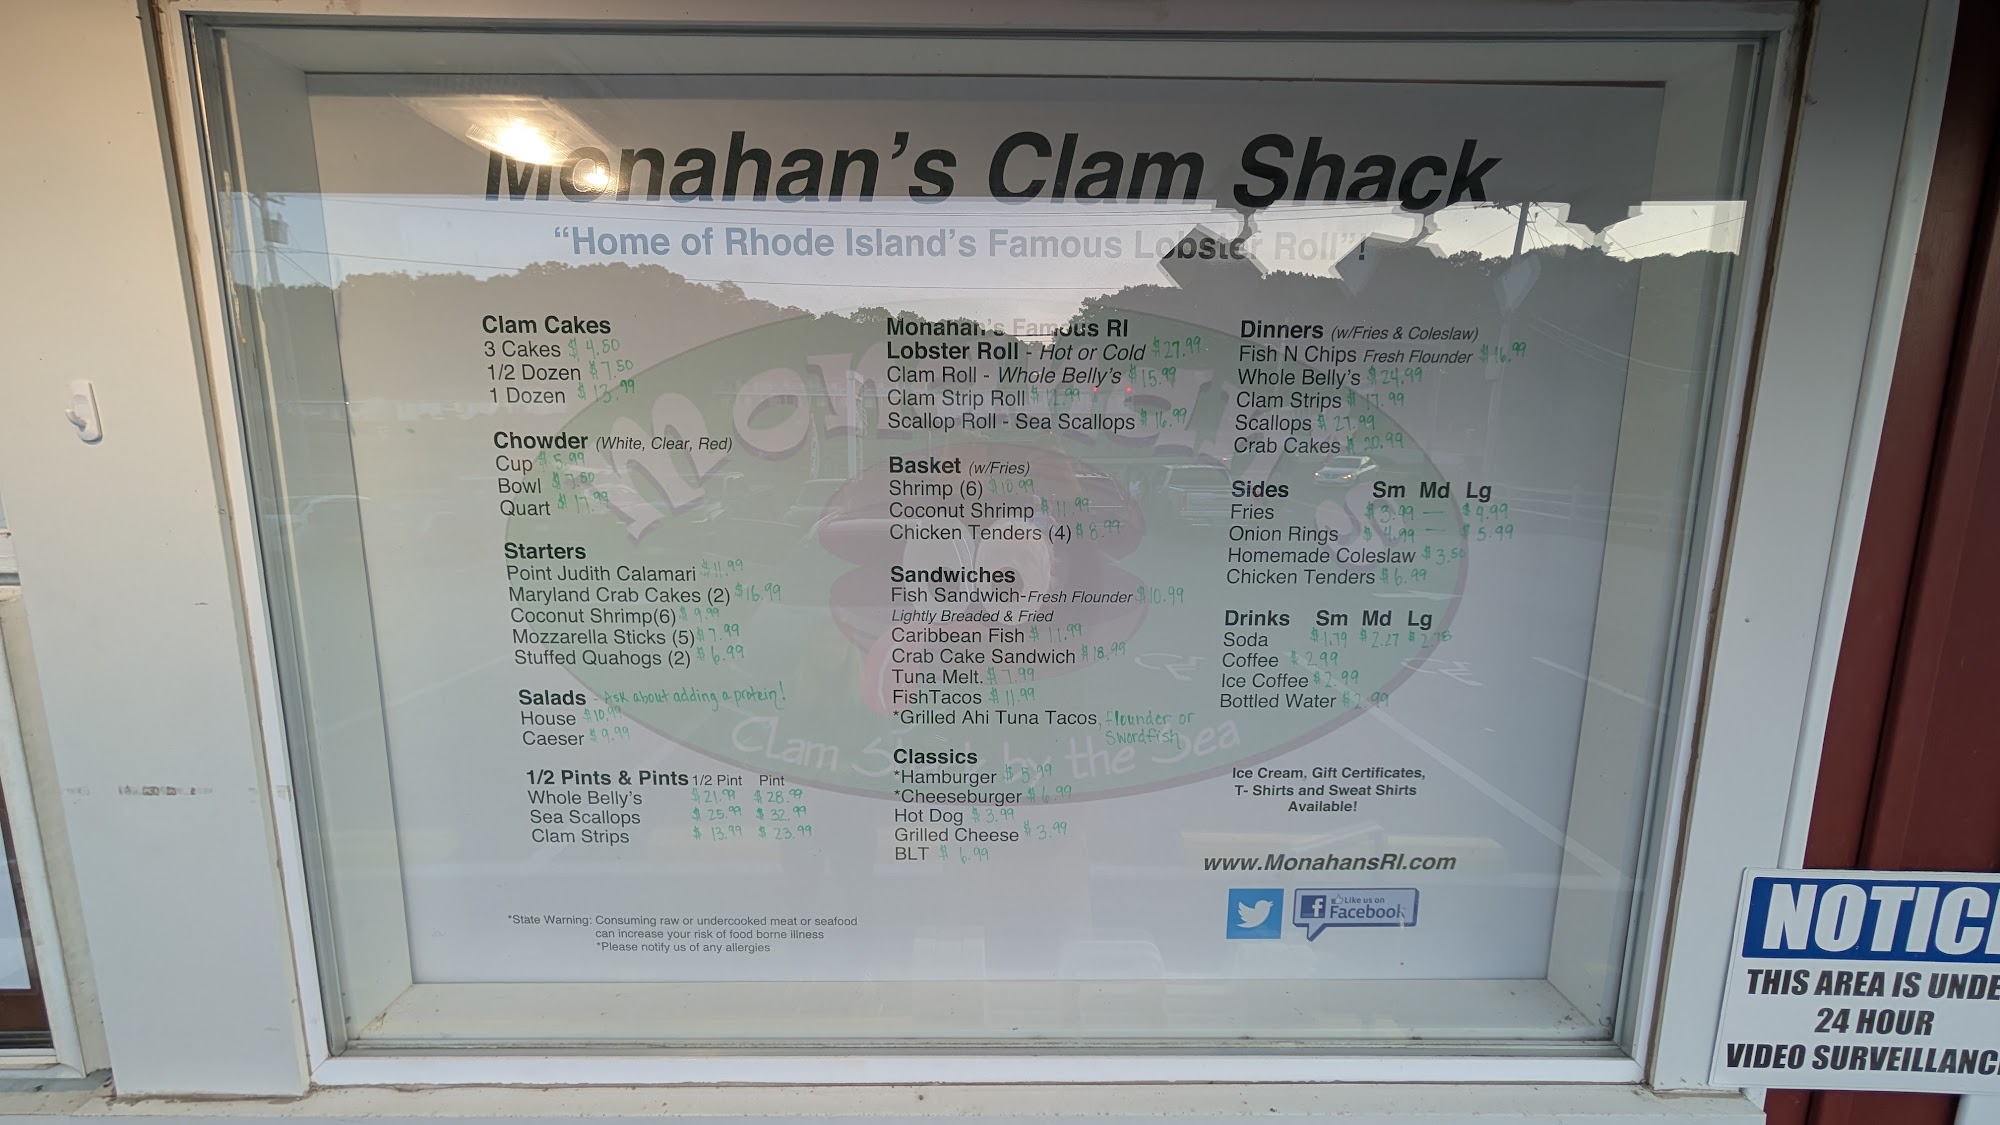 Monahan's Clam Shack
"Home of Rhode Island's Famous Lobster Roll"!
Clam Cakes
3 Cakes $4.50
1/2 Dozen $7.50
1 Dozen $13.99
Chowder (White, Clear, Red)
Cup $5.99
Bowl $7.50
Quart $17.99
Starters
Point Judith Calamari $11.99
Maryland Crab Cakes (2) $16.99
Coconut Shrimp(6) $9.99
Mozzarella Sticks (5) $7.99
Stuffed Quahogs (2) $6.99
Salads - Ask about adding a protein!
House $10.99
Caeser $9.99
1/2 Pints & Pints 1/2 Pint Pint
Whole Belly's $21.99 $28.99
Sea Scallops $25.99 $32.99
Clam Strips $13.99 $23.99
*State Warning: Consuming raw or undercooked meat or seafood
can increase your risk of food borne illness
*Please notify us of any allergies
Monahan's Famous RI
Lobster Roll - Hot or Cold $27.99
Clam Roll - Whole Belly's $15.99
Clam Strip Roll $12.99
Scallop Roll - Sea Scallops $16.99
Basket (w/Fries)
Shrimp (6) $10.99
Coconut Shrimp $11.99
Chicken Tenders (4) $8.99
Sandwiches
Fish Sandwich-Fresh Flounder $10.99
Lightly Breaded & Fried
Caribbean Fish $11.99
Crab Cake Sandwich $18.99
Tuna Melt. $7.99
FishTacos $11.99
*Grilled Ahi Tuna Tacos, flounder or
Swordfish
Classics
*Hamburger $5.99
*Cheeseburger $6.99
Hot Dog $3.99
Grilled Cheese $3.99
BLT $6.99
Dinners (w/Fries & Coleslaw)
Fish N Chips Fresh Flounder $16.99
Whole Belly's $24.99
Clam Strips $17.99
Scallops $27.99
Crab Cakes $20.99
Sides Sm Md Lg
Fries $3.99 — $4.99
Onion Rings $4.99 — $5.99
Homemade Coleslaw $3.50
Chicken Tenders $6.99
Drinks Sm Md Lg
Soda $1.79 $2.27 $2.78
Coffee $2.99
Ice Coffee $2.99
Bottled Water $2.99
Ice Cream, Gift Certificates,
T- Shirts and Sweat Shirts
Available!
www.MonahansRI.com
Like us on
Facebook
Monahan's
Clam Shack by the Sea
NOTIC
THIS AREA IS UNDE
24 HOUR
VIDEO SURVEILLANC